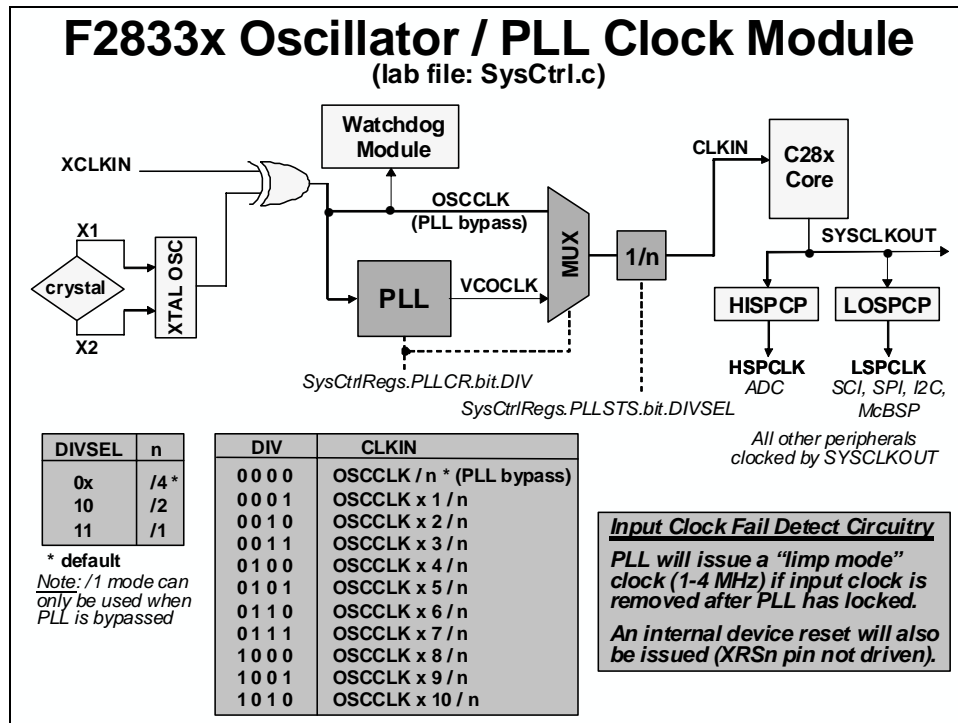 F2833x Oscillator / PLL Clock Module
(lab file: SysCtrl.c)
Watchdog
Module
XCLKIN
OSCCLK
(PLL bypass)
CLKIN
C28x
Core
X1
crystal
X2
XTAL OSC
PLL
VCOCLK
MUX
1/n
SYSCLKOUT
HISPCP
LOSPCP
HSPCLK
ADC
LSPCLK
SCI, SPI, I2C,
McBSP
SysCtrlRegs.PLLCR.bit.DIV
SysCtrlRegs.PLLSTS.bit.DIVSEL
All other peripherals
clocked by SYSCLKOUT
DIVSEL n
0x /4 *
10 /2
11 /1
* default
Note: /1 mode can
only be used when
PLL is bypassed
DIV CLKIN
0 0 0 0 OSCCLK / n * (PLL bypass)
0 0 0 1 OSCCLK x 1 / n
0 0 1 0 OSCCLK x 2 / n
0 0 1 1 OSCCLK x 3 / n
0 1 0 0 OSCCLK x 4 / n
0 1 0 1 OSCCLK x 5 / n
0 1 1 0 OSCCLK x 6 / n
0 1 1 1 OSCCLK x 7 / n
1 0 0 0 OSCCLK x 8 / n
1 0 0 1 OSCCLK x 9 / n
1 0 1 0 OSCCLK x 10 / n
Input Clock Fail Detect Circuitry
PLL will issue a “limp mode”
clock (1-4 MHz) if input clock is
removed after PLL has locked.
An internal device reset will also
be issued (XRSn pin not driven).